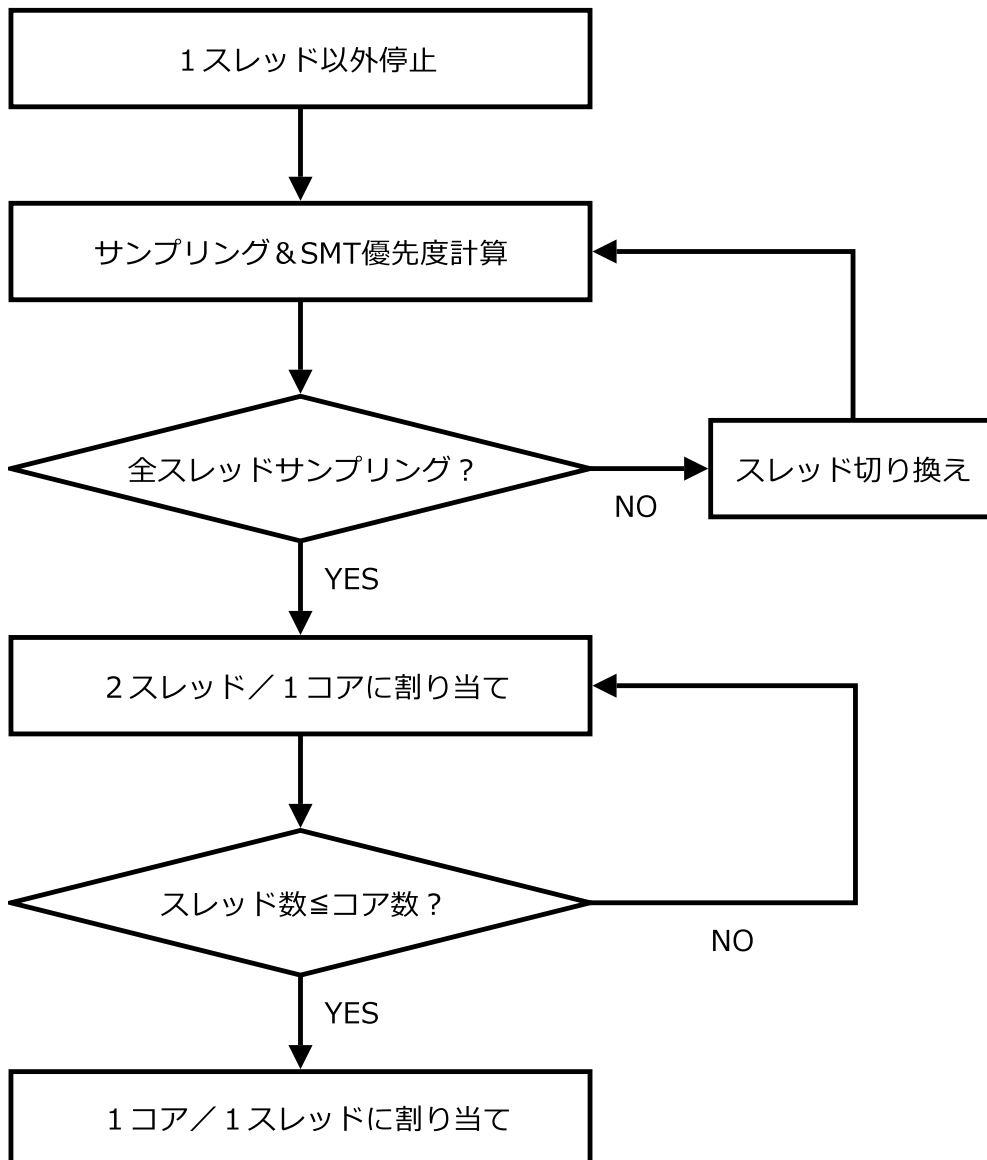 １スレッド以外停止
サンプリング＆SMT優先度計算
全スレッドサンプリング？
NO
スレッド切り換え
YES
２スレッド／１コアに割り当て
スレッド数≦コア数？
NO
YES
１コア／１スレッドに割り当て